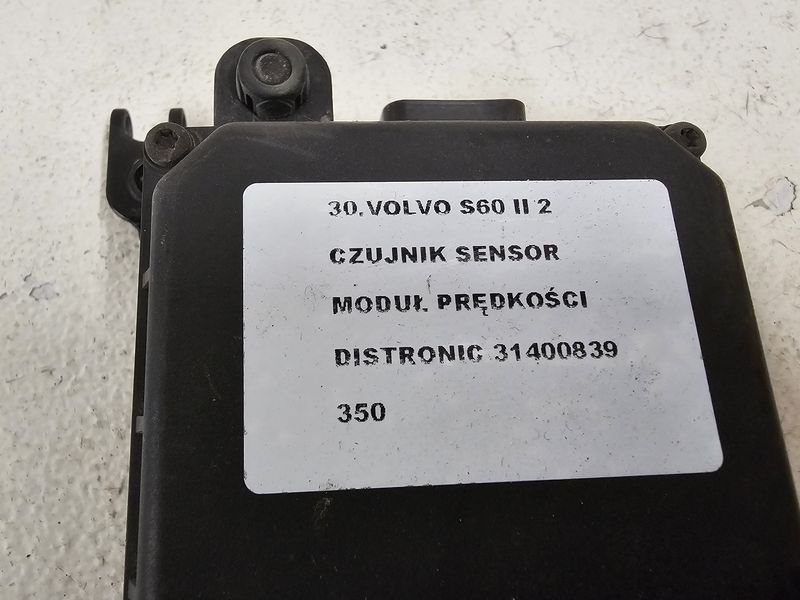 30.VOLVO S60 II 2
CZUJNIK SENSOR
MODUŁ PRĘDKOŚCI
DISTRONIC 31400839
350